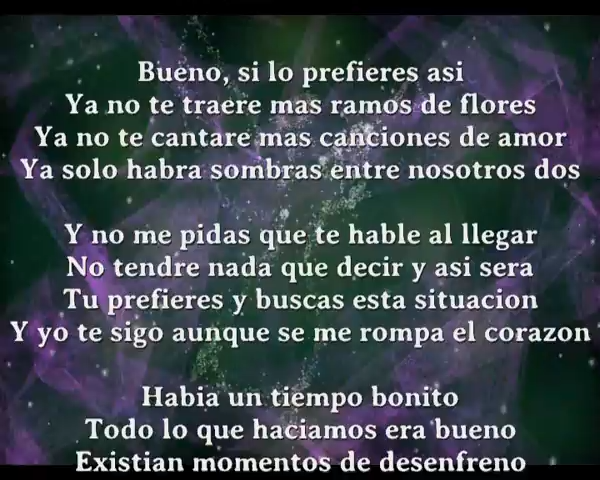 Bueno, si lo prefieres asi
Ya no te traere mas ramos de flores
Ya no te cantare mas canciones de amor
Ya solo habra sombras entre nosotros dos
Y no me pidas que te hable al llegar
No tendre nada que decir y asi sera
Tu prefieres y buscas esta situacion
Y yo te sigo aunque se me rompa el corazon
Habia un tiempo bonito
Todo lo que haciamos era bueno
Existian momentos de desenfreno